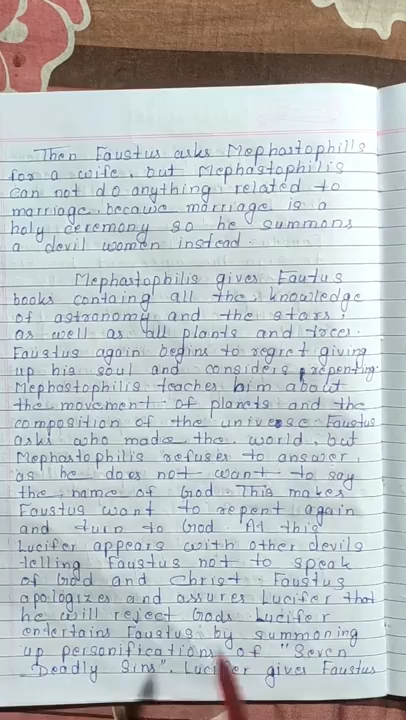 Then Faustus asks Mephastophills
for a wife, but Mephastophilis
can not do anything related to
marriage because marriage is a
holy ceremony so he summons
a devil women instead.
Mephastophilis gives Fautus
books containg all the knowledge
of astronomy and the stars,
as well as all plants and trees.
Faustus again begins to regret giving
up his soul and considers repenting.
Mephastophilis teaches him about
the movement of planets and the
composition of the universe. Faustus
asks who made the world, but
Mephastophilis refuses to answer,
as he does not want to say
the name of God. This makes
Faustus want to repent again
and turn to God. At this
Lucifer appears with other devils
telling Faustus not to speak
of God and Christ. Faustus
apologizes and assures Lucifer that
he will reject God. Lucifer
entertains Faustus by summoning
up personifications of "Seven
Deadly Sins". Lucifer gives Faustus